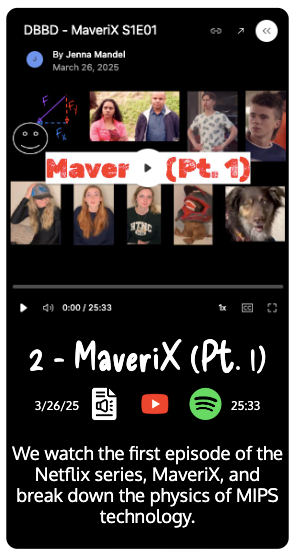 DBBD - MaveriX S1E01
By Jenna Mandel
March 26, 2025
J
F
Fx
Maver (Pt. 1)
0:00 / 25:33
1x
CC
2 - MaveriX (Pt. 1)
3/26/25
25:33
We watch the first episode of the
Netflix series, MaveriX, and
break down the physics of MIPS
technology.